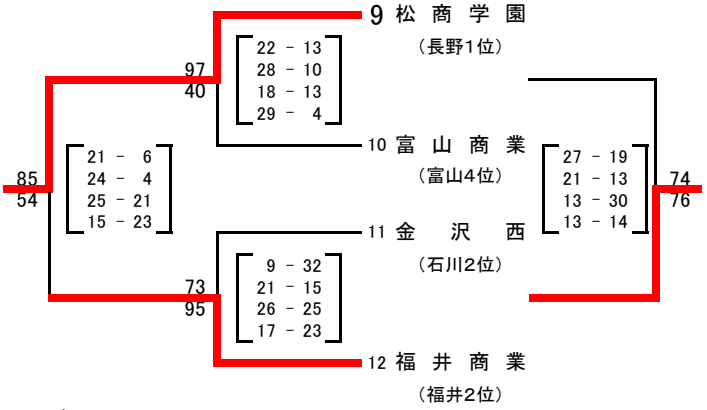 9 松 商 学 園
（長野1位）
97
40
22 － 13
28 － 10
18 － 13
29 － 4
10 富 山 商 業
（富山4位）
85
54
21 － 6
24 － 4
25 － 21
15 － 23
27 － 19
21 － 13
13 － 30
13 － 14
74
76
11 金 沢 西
（石川2位）
73
95
9 － 32
21 － 15
26 － 25
17 － 23
12 福 井 商 業
（福井2位）